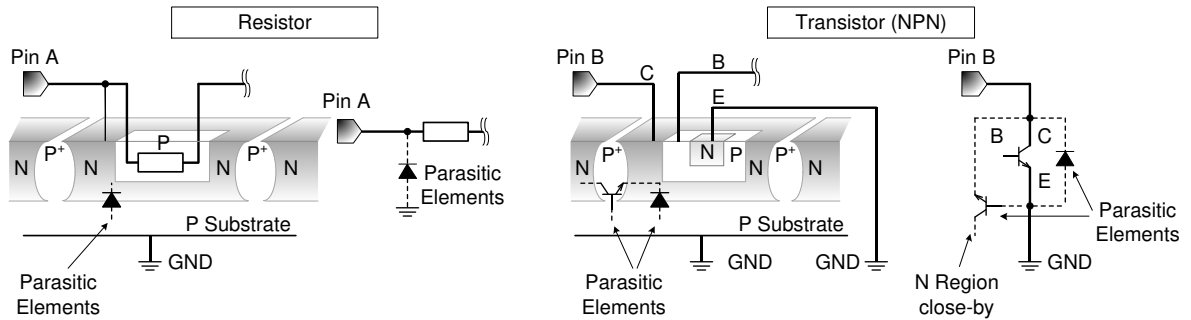 Resistor
Pin A
N
P+
N
P
P+
N
N
P Substrate
GND
Parasitic
Elements
Pin A
Parasitic
Elements
Transistor (NPN)
Pin B
C
B
E
N
P+
N
N
P
P+
N
N
P Substrate
GND
GND
Parasitic
Elements
Pin B
B
C
E
Parasitic
Elements
GND
N Region
close-by